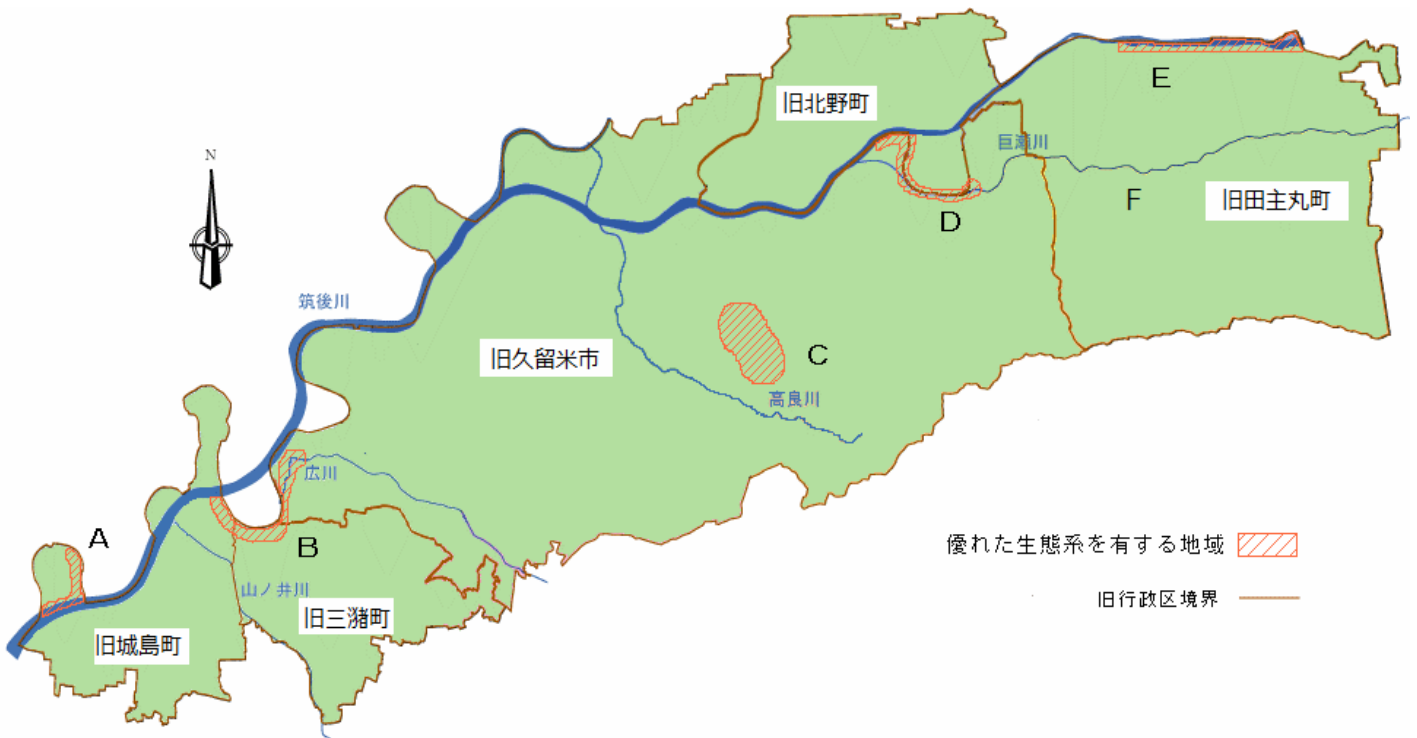 E
旧北野町
巨瀬川
N
F
旧田主丸町
D
筑後川
旧久留米市
C
高良川
広川
優れた生態系を有する地域
A
B
山ノ井川
旧行政区境界
旧三潴町
旧城島町